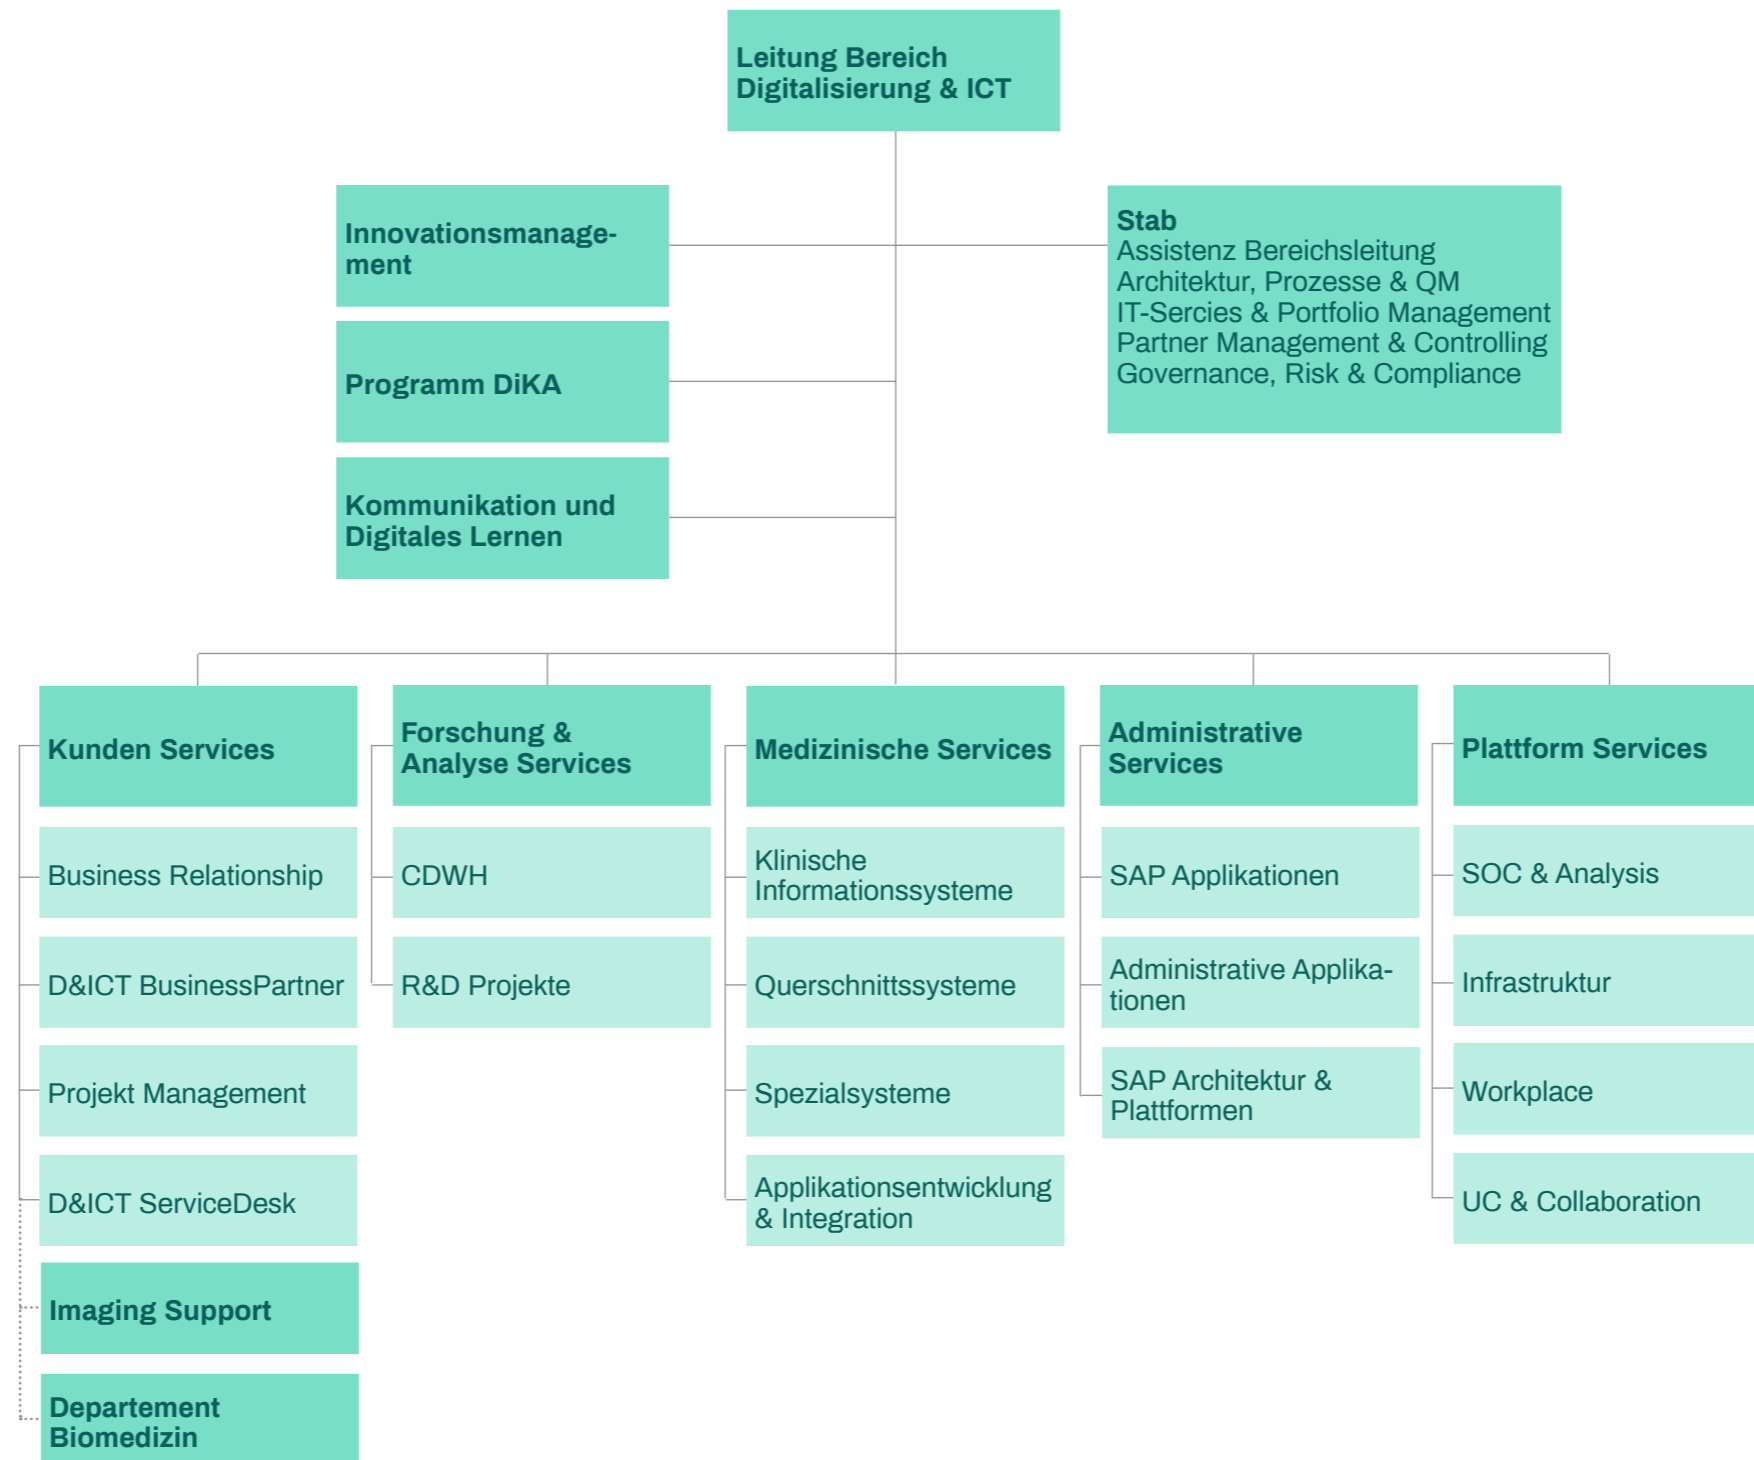 Leitung Bereich
Digitalisierung & ICT
Innovationsmanage-
ment
Programm DiKA
Kommunikation und
Digitales Lernen
Stab
Assistenz Bereichsleitung
Architektur, Prozesse & QM
IT-Sercies & Portfolio Management
Partner Management & Controlling
Governance, Risk & Compliance
Kunden Services
Business Relationship
D&ICT BusinessPartner
Projekt Management
D&ICT ServiceDesk
Imaging Support
Departement
Biomedizin
Forschung &
Analyse Services
CDWH
R&D Projekte
Medizinische Services
Klinische
Informationssysteme
Querschnittssysteme
Spezialsysteme
Applikationsentwicklung
& Integration
Administrative
Services
SAP Applikationen
Administrative Applika-
tionen
SAP Architektur &
Plattformen
Plattform Services
SOC & Analysis
Infrastruktur
Workplace
UC & Collaboration